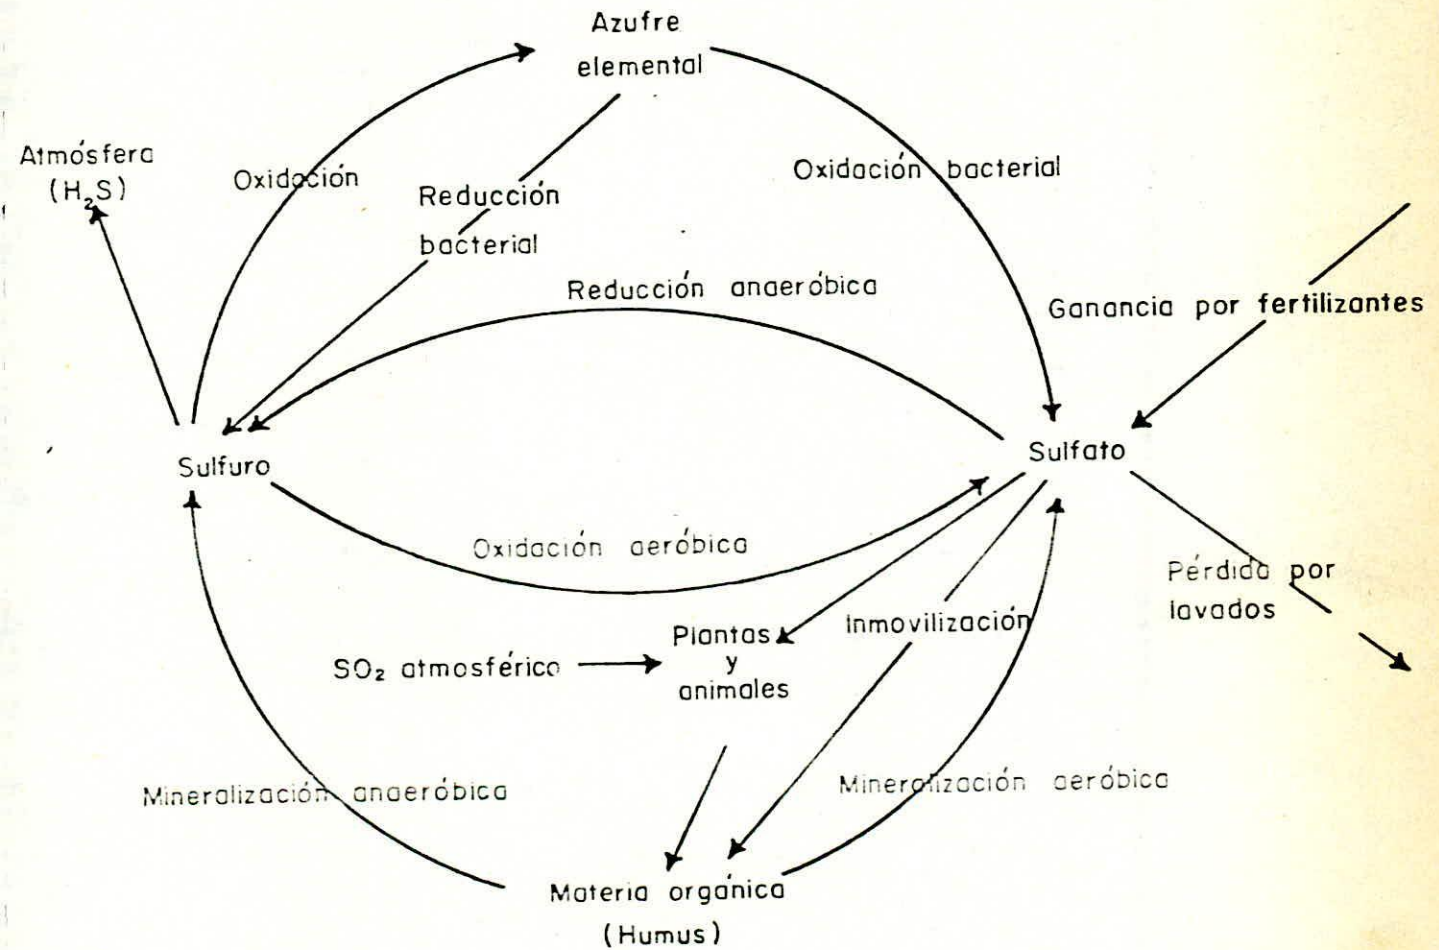 Azufre
elemental
Atmósfera
(H₂S)
Oxidación
Reducción
bacterial
Oxidación bacterial
Reducción anaeróbica
Ganancia por fertilizantes
Sulfuro
Sulfato
Oxidación aeróbica
Pérdida por
lavados
Inmovilización
Plantas
y
animales
SO₂ atmosférico
Mineralización anaeróbica
Mineralización aeróbica
Materia orgánica
(Humus)